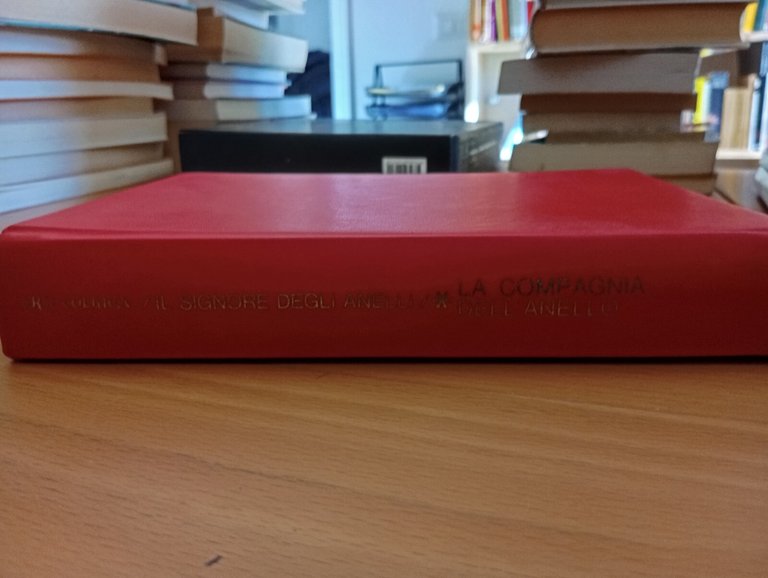 / IL SIGNORE DEGLI ANELLI / * LA COMPAGNIA
DELL'ANELLO